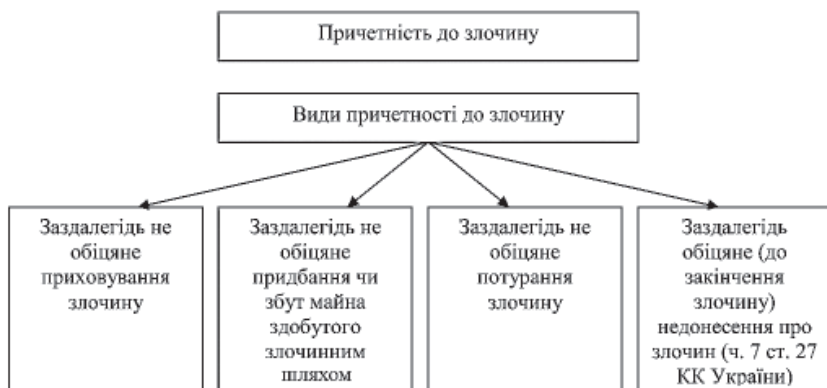 Причетність до злочину
Види причетності до злочину
Заздалегідь не
обіцяне
приховування
злочину
Заздалегідь не
обіцяне
придбання чи
збут майна
здобутого
злочинним
шляхом
Заздалегідь не
обіцяне
потурання
злочину
Заздалегідь
обіцяне (до
закінчення
злочину)
недонесення про
злочин (ч. 7 ст. 27
КК України)